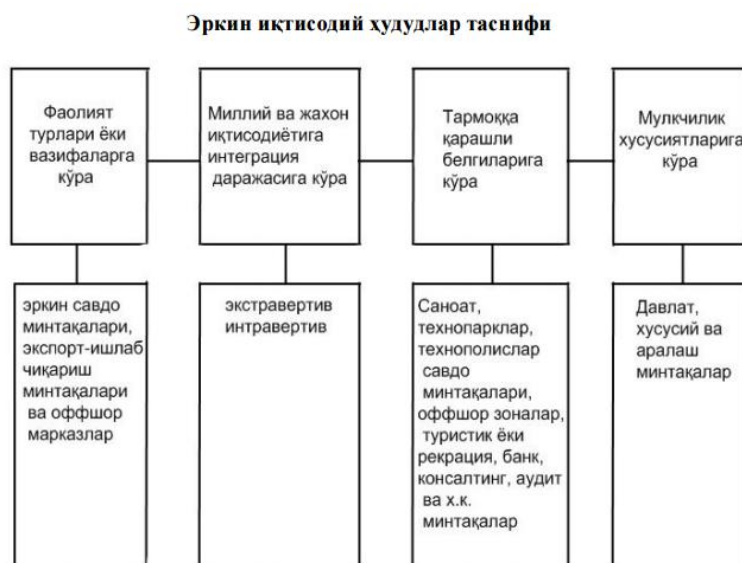 Эркин иқтисодий ҳудудлар таснифи
Фаолият
турлари ёки
вазифаларга
кўра
Миллий ва жахон
иқтисодиётига
интеграция
даражасига кўра
Тармоққа
қарашли
белгиларига
кўра
Мулкчилик
хусусиятларига
кўра
эркин савдо
минтақалари,
экспорт-ишлаб
чиқариш
минтақалари
ва оффшор
марказлар
экстравертив
интравертив
Саноат,
технопарклар,
технополислар
савдо
минтақалари,
оффшор зоналар,
туристик ёки
рекрация, банк,
консалтинг, аудит
ва х.к.
минтақалар
Давлат,
хусусий ва
аралаш
минтақалар